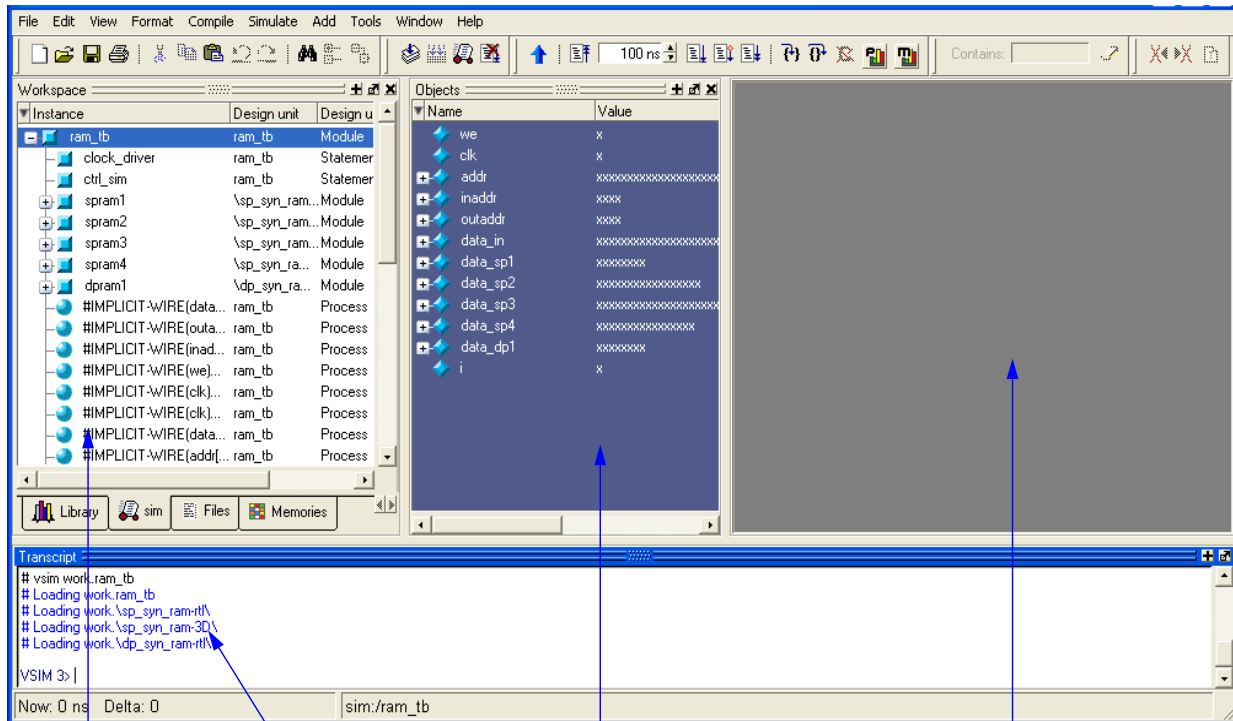 File Edit View Format Compile Simulate Add Tools Window Help
100 ns
Contains:
Workspace
Instance Design unit Design u
ram_tb ram_tb Module
clock_driver ram_tb Statemer
ctrl_sim ram_tb Statemer
spram1 \sp_syn_ram... Module
spram2 \sp_syn_ram... Module
spram3 \sp_syn_ram... Module
spram4 \sp_syn_ra... Module
dpram1 \dp_syn_ra... Module
#IMPLICIT-WIRE(data... ram_tb Process
#IMPLICIT-WIRE(outa... ram_tb Process
#IMPLICIT-WIRE(inad... ram_tb Process
#IMPLICIT-WIRE(we)... ram_tb Process
#IMPLICIT-WIRE(clk)... ram_tb Process
#IMPLICIT-WIRE(clk)... ram_tb Process
#IMPLICIT-WIRE(data... ram_tb Process
#IMPLICIT-WIRE(addr[... ram_tb Process
Library sim Files Memories
Objects
Name Value
we x
clk x
addr xxxxxxxxxxxxxxxxxxxx
inaddr xxxx
outaddr xxxx
data_in xxxxxxxxxxxxxxxxxxxx
data_sp1 xxxxxxxx
data_sp2 xxxxxxxxxxxxxxxxx
data_sp3 xxxxxxxxxxxxxxxxxxxx
data_sp4 xxxxxxxxxxxxxxxx
data_dp1 xxxxxxxx
i x
Transcript
# vsim work.ram_tb
# Loading work.ram_tb
# Loading work.\sp_syn_ram-rtl\
# Loading work.\sp_syn_ram-3D\
# Loading work.\dp_syn_ram-rtl\
VSIM 3>
Now: 0 ns Delta: 0 sim:/ram_tb